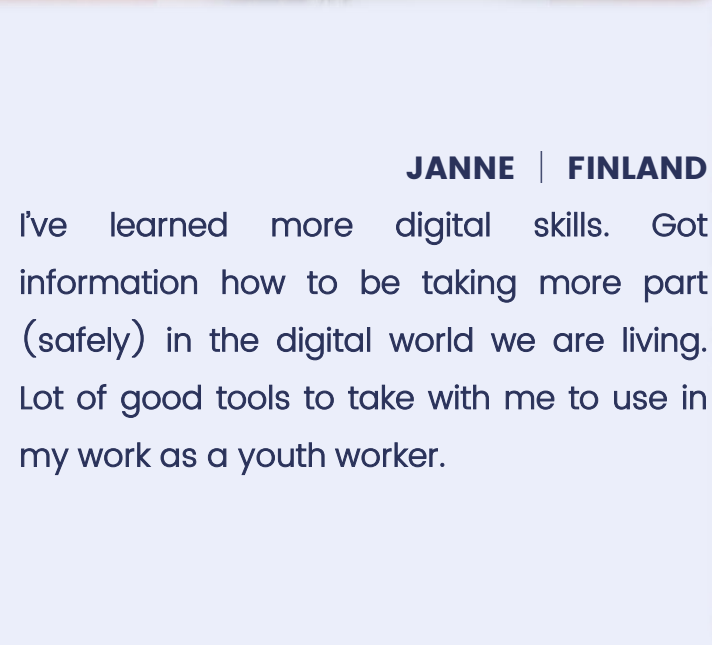 JANNE | FINLAND
I've learned more digital skills. Got
information how to be taking more part
(safely) in the digital world we are living.
Lot of good tools to take with me to use in
my work as a youth worker.